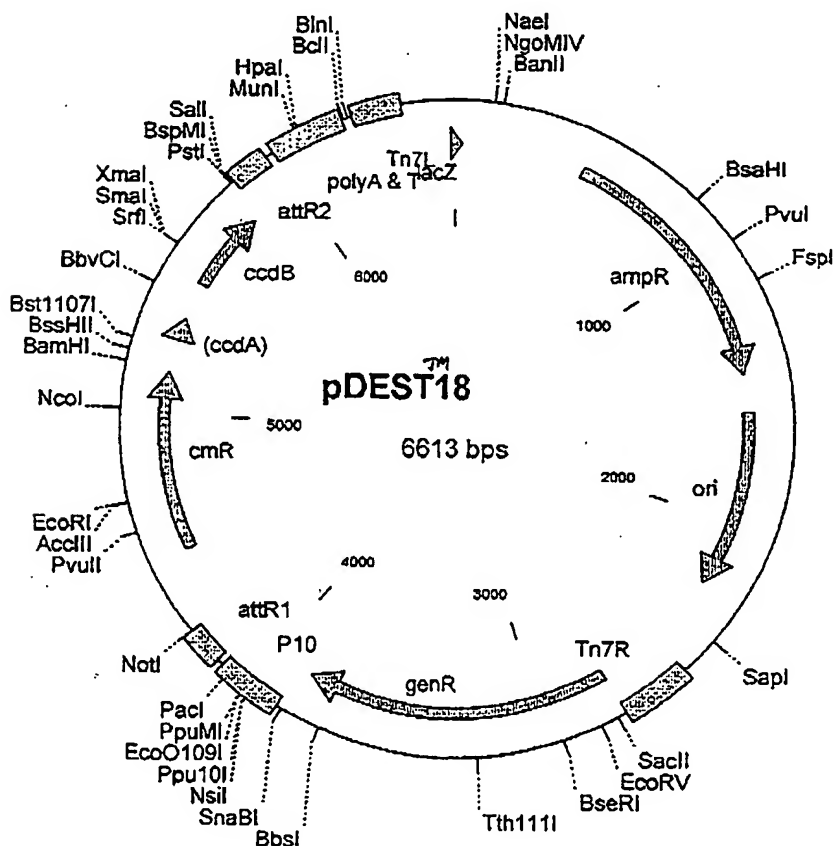 BlnI
BclI
HpaI
MunI
SalI
BspMI
PstI
XmaI
SmaI
SrfI
BbvCI
Bst1107I
BssHII
BamHI
NcoI
EcoRI
AccIII
PvuII
NotI
PacI
PpuMI
EcoO109I
Ppu10I
NsiI
SnaBI
BbsI
Tth111I
BseRI
EcoRV
SacII
SapI
FspI
PvuI
BsaHI
BanII
NgoMIV
NaeI
Tn7L
lacZ
polyA & T
attR2
ccdB
(ccdA)
cmR
attR1
P10
genR
Tn7R
ori
ampR
1000
2000
3000
4000
5000
6000
pDEST™18
6613 bps